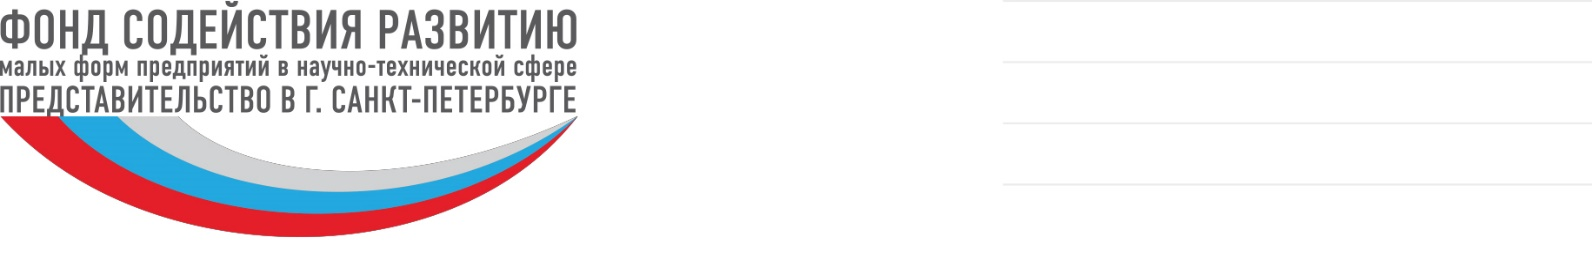 ФОНД СОДЕЙСТВИЯ РАЗВИТИЮ
малых форм предприятий в научно-технической сфере
ПРЕДСТАВИТЕЛЬСТВО В Г. САНКТ-ПЕТЕРБУРГЕ